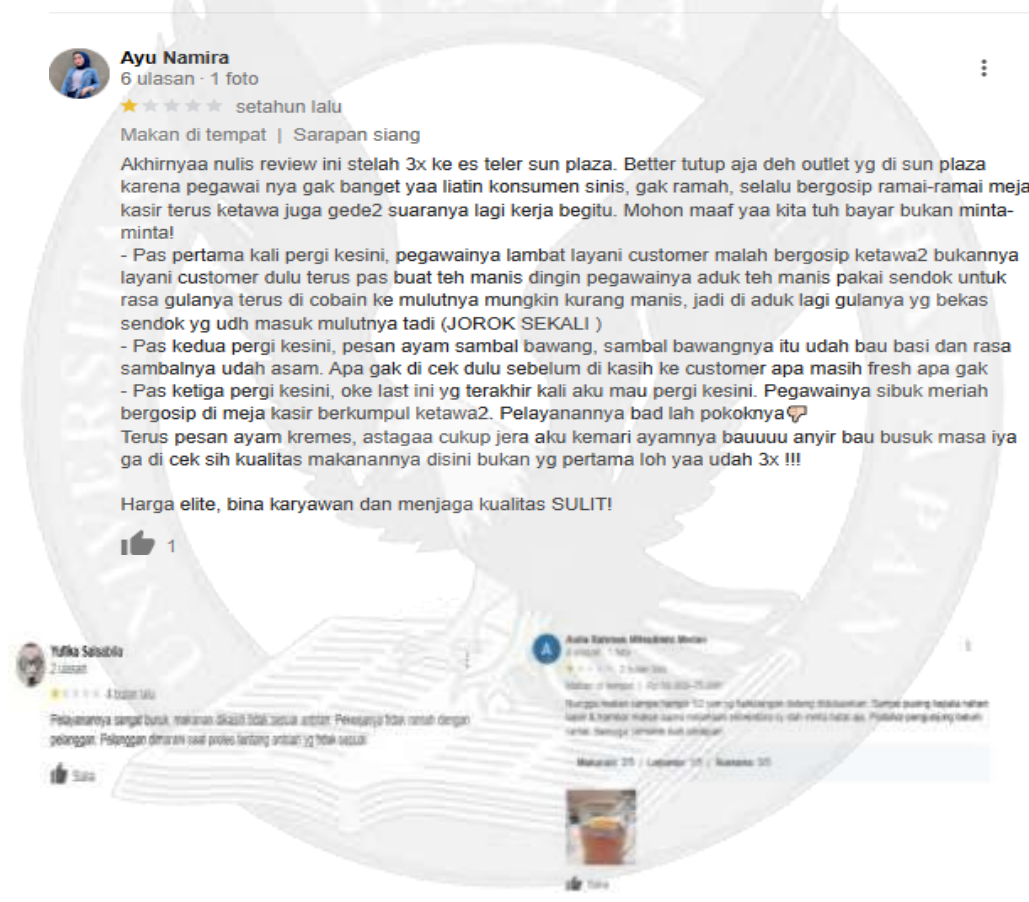 Ayu Namira
6 ulasan · 1 foto
setahun lalu
Makan di tempat | Sarapan siang
Akhirnyaa nulis review ini stelah 3x ke es teler sun plaza. Better tutup aja deh outlet yg di sun plaza
karena pegawai nya gak banget yaa liatin konsumen sinis, gak ramah, selalu bergosip ramai-ramai meja
kasir terus ketawa juga gede2 suaranya lagi kerja begitu. Mohon maaf yaa kita tuh bayar bukan minta-
minta!
- Pas pertama kali pergi kesini, pegawainya lambat layani customer malah bergosip ketawa2 bukannya
layani customer dulu terus pas buat teh manis dingin pegawainya aduk teh manis pakai sendok untuk
rasa gulanya terus di cobain ke mulutnya mungkin kurang manis, jadi di aduk lagi gulanya yg bekas
sendok yg udh masuk mulutnya tadi (JOROK SEKALI )
- Pas kedua pergi kesini, pesan ayam sambal bawang, sambal bawangnya itu udah bau basi dan rasa
sambalnya udah asam. Apa gak di cek dulu sebelum di kasih ke customer apa masih fresh apa gak
- Pas ketiga pergi kesini, oke last ini yg terakhir kali aku mau pergi kesini. Pegawainya sibuk meriah
bergosip di meja kasir berkumpul ketawa2. Pelayanannya bad lah pokoknya👎
Terus pesan ayam kremes, astagaa cukup jera aku kemari ayamnya bauuuu anyir bau busuk masa iya
ga di cek sih kualitas makanannya disini bukan yg pertama loh yaa udah 3x !!!
Harga elite, bina karyawan dan menjaga kualitas SULIT!
1
Yufika Salsabila
2 ulasan
4 bulan lalu
Pelayanannya sangat buruk, makanan dikasih tidak sesuai antrian. Pekerjanya tidak ramah dengan
pelanggan. Pelanggan dimarahi saat protes tentang antrian yg tidak sesuai
Suka
A
2 bulan lalu
Suka